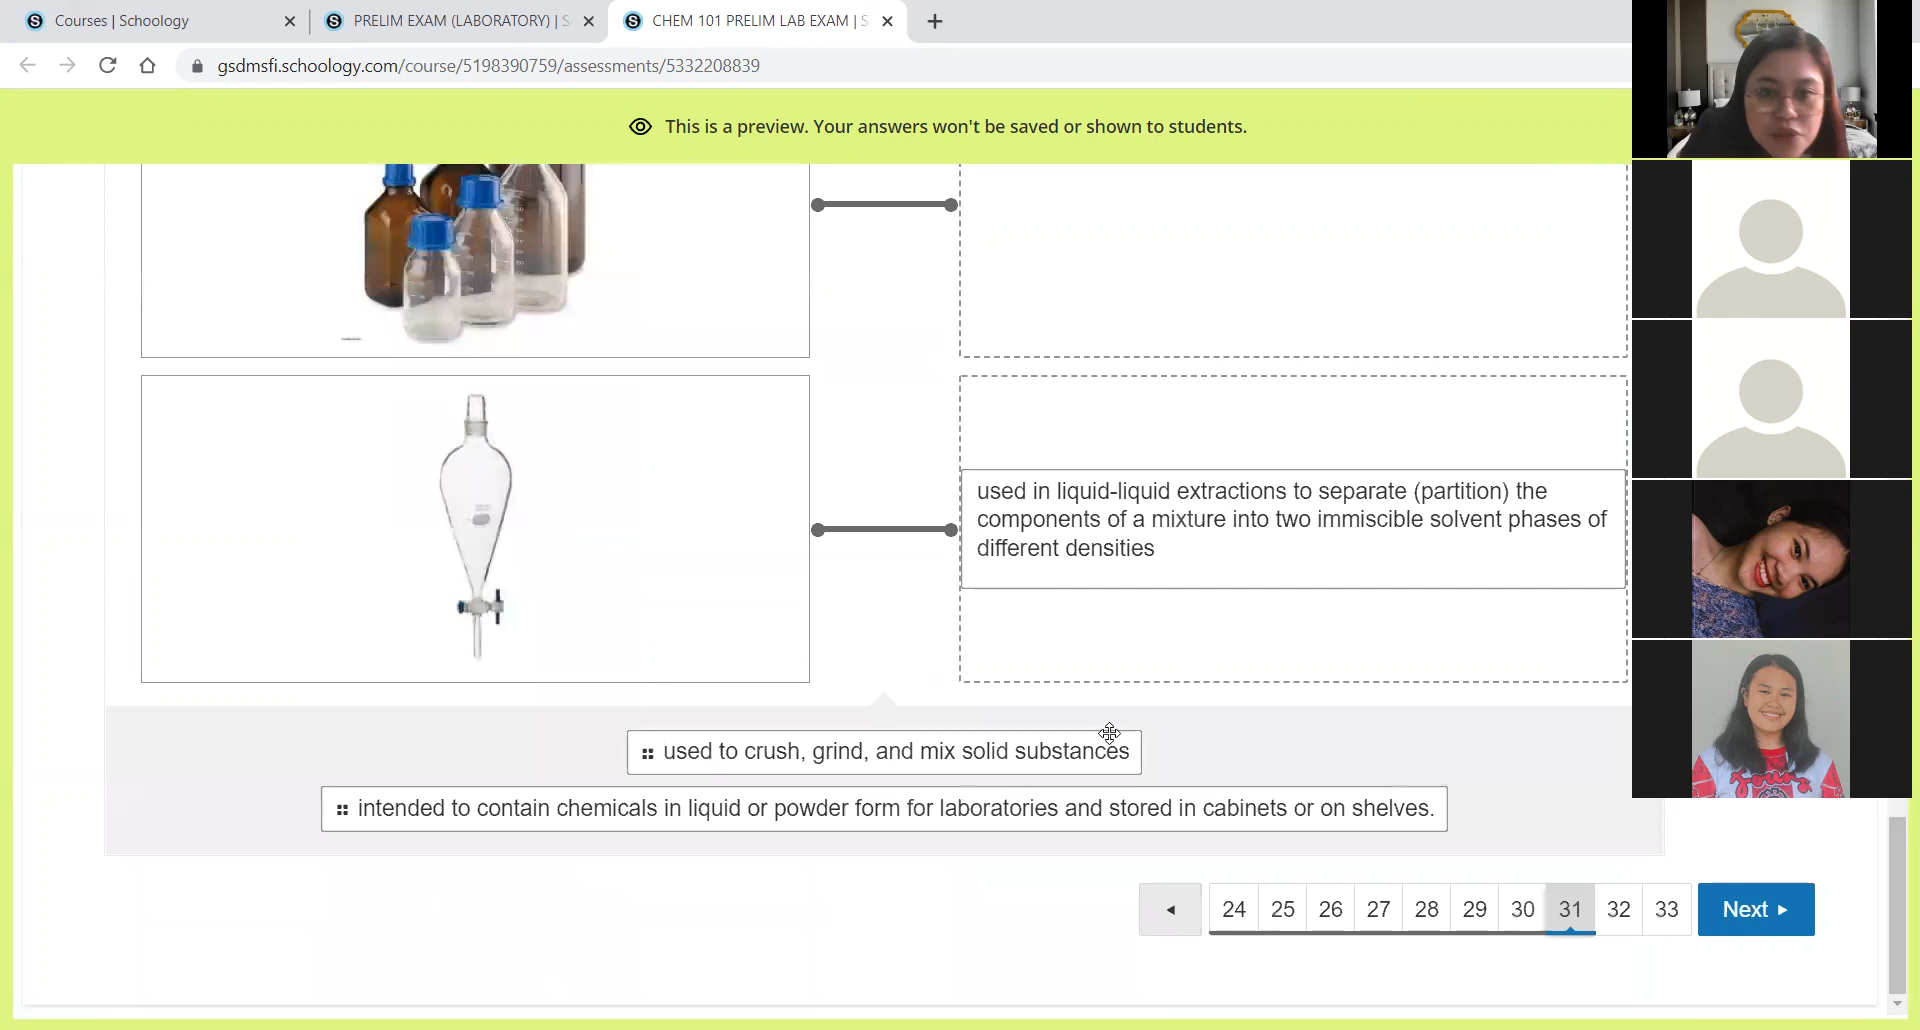 Courses | Schoology
PRELIM EXAM (LABORATORY) | S
CHEM 101 PRELIM LAB EXAM | S
gsdmsfi.schoology.com/course/5198390759/assessments/5332208839
This is a preview. Your answers won't be saved or shown to students.
used in liquid-liquid extractions to separate (partition) the
components of a mixture into two immiscible solvent phases of
different densities
used to crush, grind, and mix solid substances
intended to contain chemicals in liquid or powder form for laboratories and stored in cabinets or on shelves.
24 25 26 27 28 29 30 31 32 33 Next